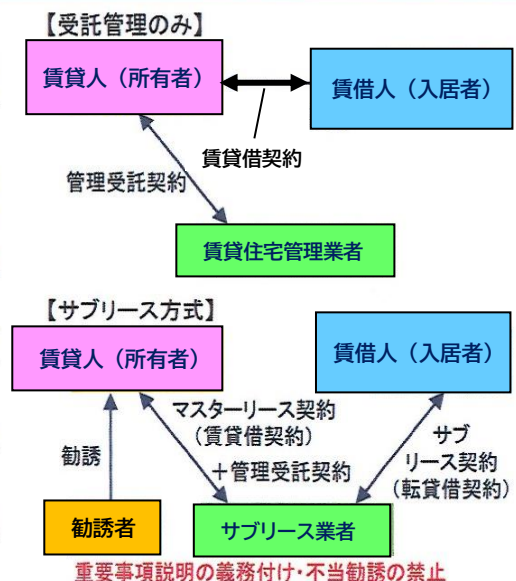 【受託管理のみ】
賃貸人（所有者）
賃借人（入居者）
賃貸借契約
管理受託契約
賃貸住宅管理業者
【サブリース方式】
賃貸人（所有者）
賃借人（入居者）
マスターリース契約
（賃貸借契約）
＋管理受託契約
サブ
リース契約
（転貸借契約）
勧誘
勧誘者
サブリース業者
重要事項説明の義務付け・不当勧誘の禁止